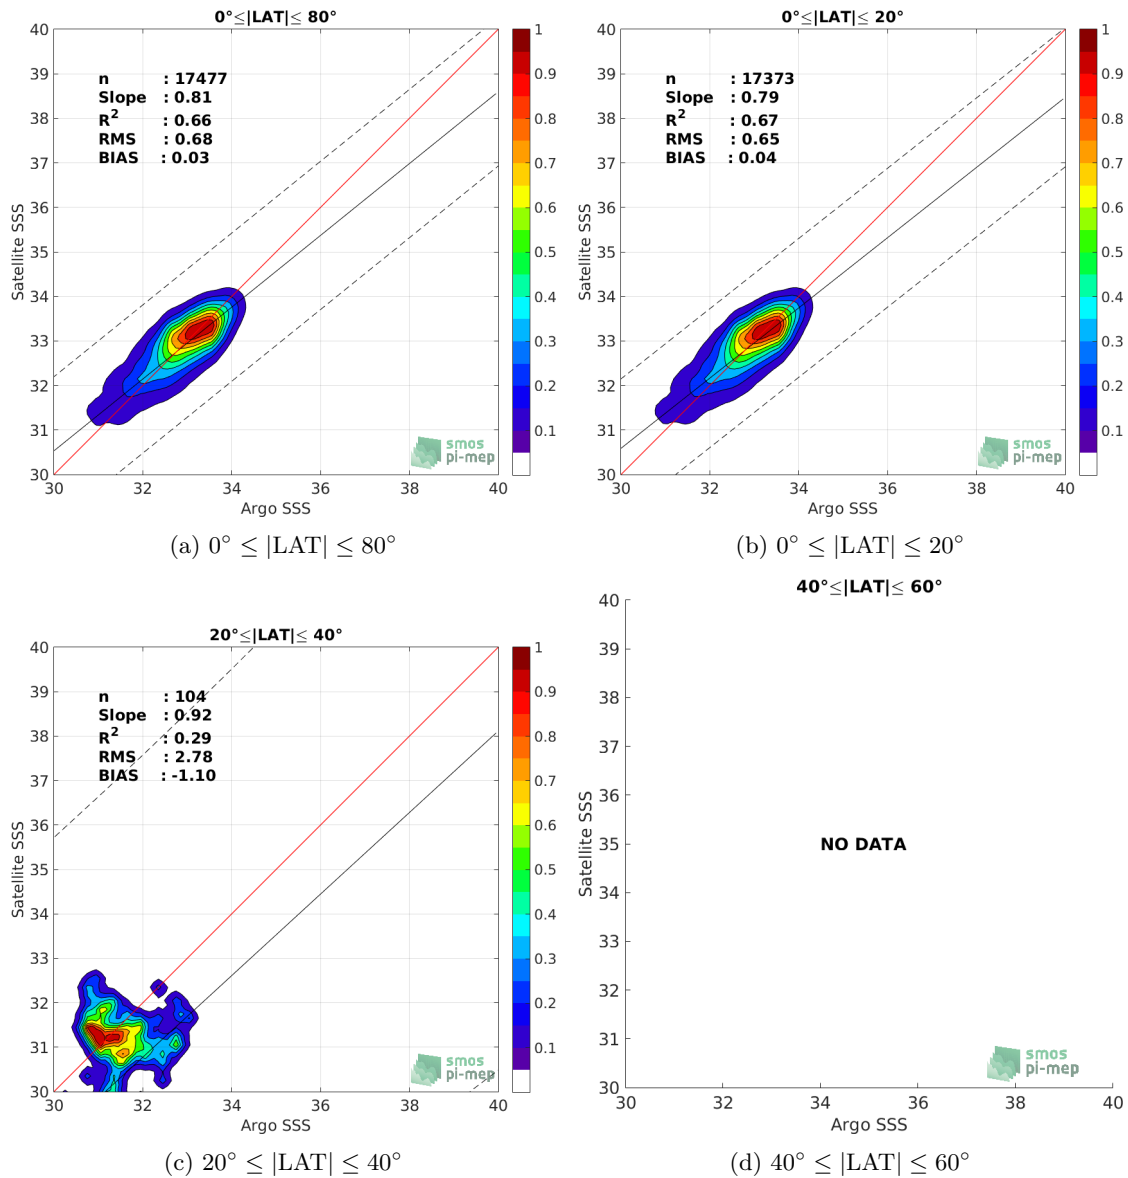 0°≤|LAT|≤ 80°
40
39
38
37
36
35
34
33
32
31
30
Satellite SSS
n : 17477
Slope : 0.81
R² : 0.66
RMS : 0.68
BIAS : 0.03
smos
pi-mep
30 32 34 36 38 40
Argo SSS
1
0.9
0.8
0.7
0.6
0.5
0.4
0.3
0.2
0.1
(a) 0° ≤ |LAT| ≤ 80°
0°≤|LAT|≤ 20°
40
39
38
37
36
35
34
33
32
31
30
Satellite SSS
n : 17373
Slope : 0.79
R² : 0.67
RMS : 0.65
BIAS : 0.04
smos
pi-mep
30 32 34 36 38 40
Argo SSS
1
0.9
0.8
0.7
0.6
0.5
0.4
0.3
0.2
0.1
(b) 0° ≤ |LAT| ≤ 20°
20°≤|LAT|≤ 40°
40
39
38
37
36
35
34
33
32
31
30
Satellite SSS
n : 104
Slope : 0.92
R² : 0.29
RMS : 2.78
BIAS : -1.10
smos
pi-mep
30 32 34 36 38 40
Argo SSS
1
0.9
0.8
0.7
0.6
0.5
0.4
0.3
0.2
0.1
(c) 20° ≤ |LAT| ≤ 40°
40°≤|LAT|≤ 60°
40
39
38
37
36
35
34
33
32
31
30
Satellite SSS
NO DATA
smos
pi-mep
30 32 34 36 38 40
Argo SSS
(d) 40° ≤ |LAT| ≤ 60°